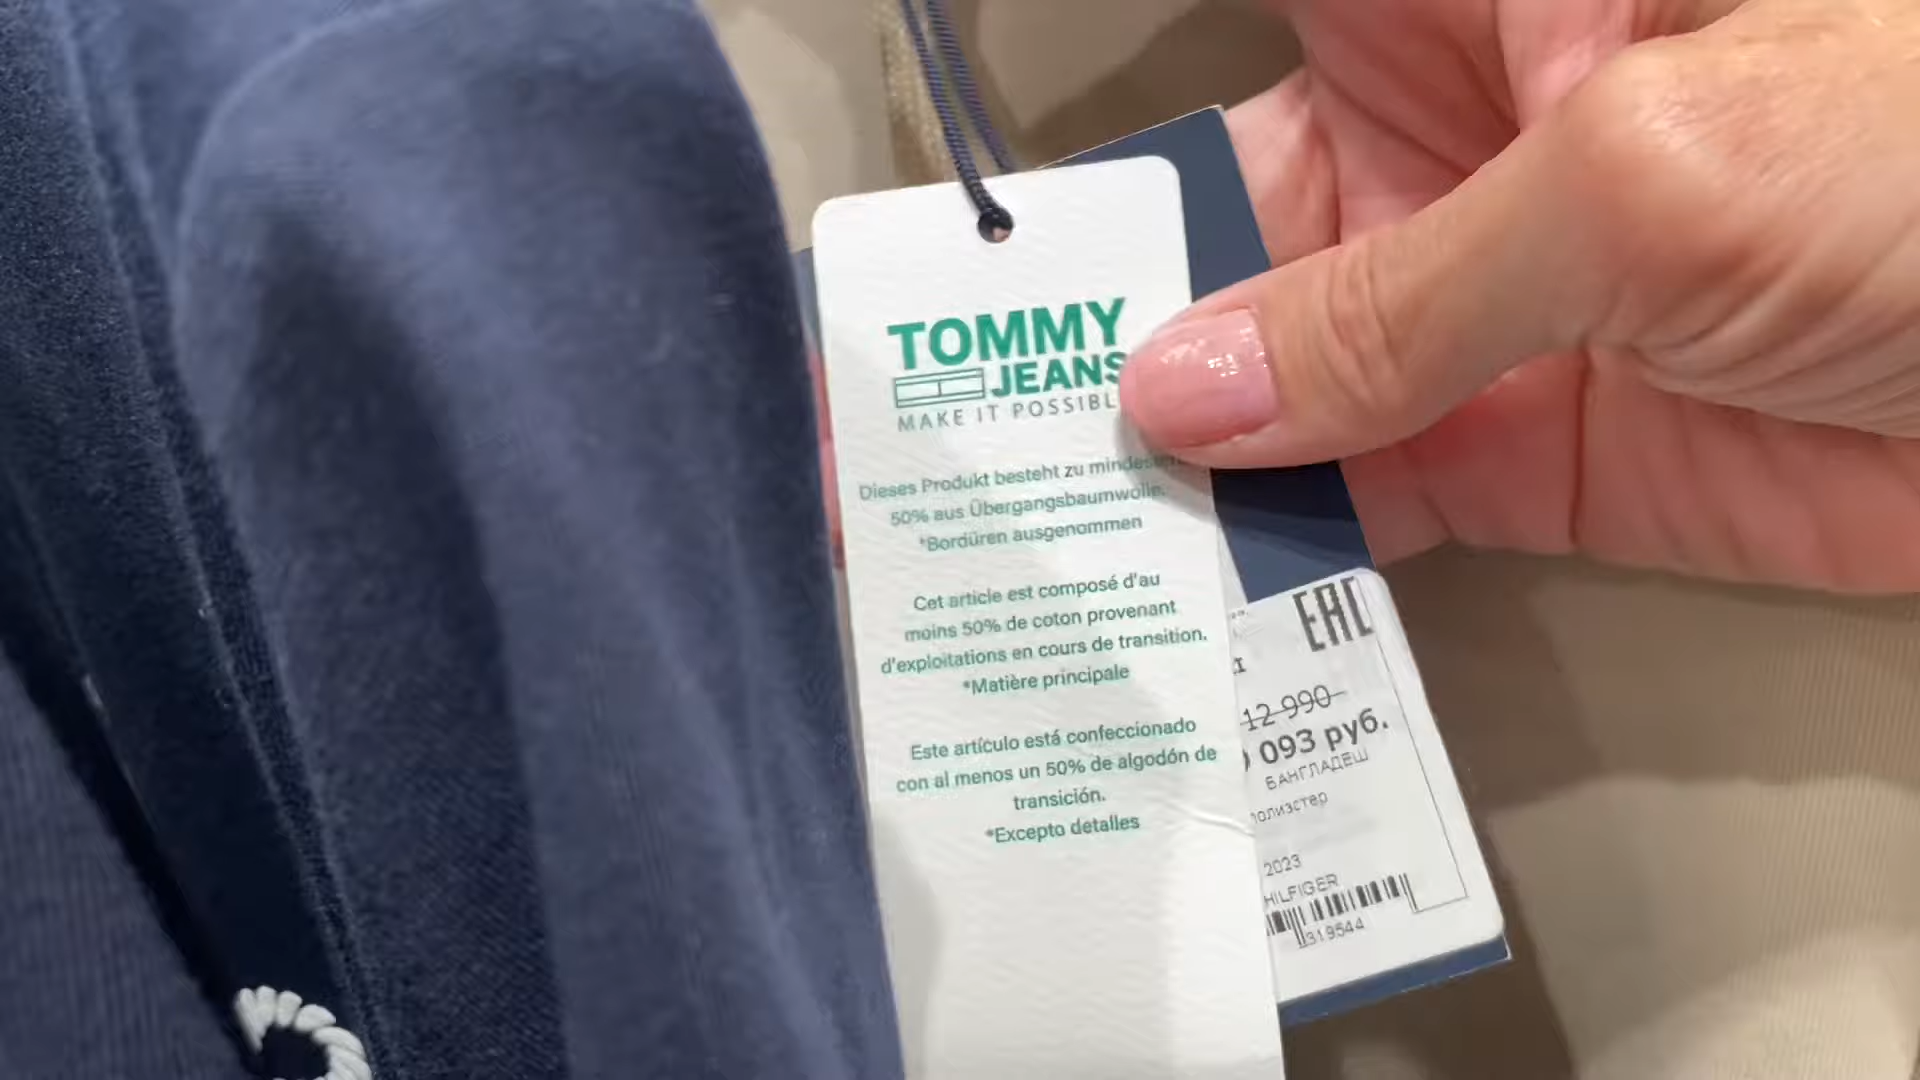 TOMMY
JEANS
MAKE IT POSSIBL
Dieses Produkt besteht zu mindes
50% aus Übergangsbaumwolle.
*Bordüren ausgenommen
Cet article est composé d'au
moins 50% de coton provenant
d'exploitations en cours de transition.
*Matière principale
Este artículo está confeccionado
con al menos un 50% de algodón de
transición.
*Excepto detalles
EAC
12 990
093 руб.
БАНГЛАДЕШ
полиэстер
2023
HILFIGER
319544